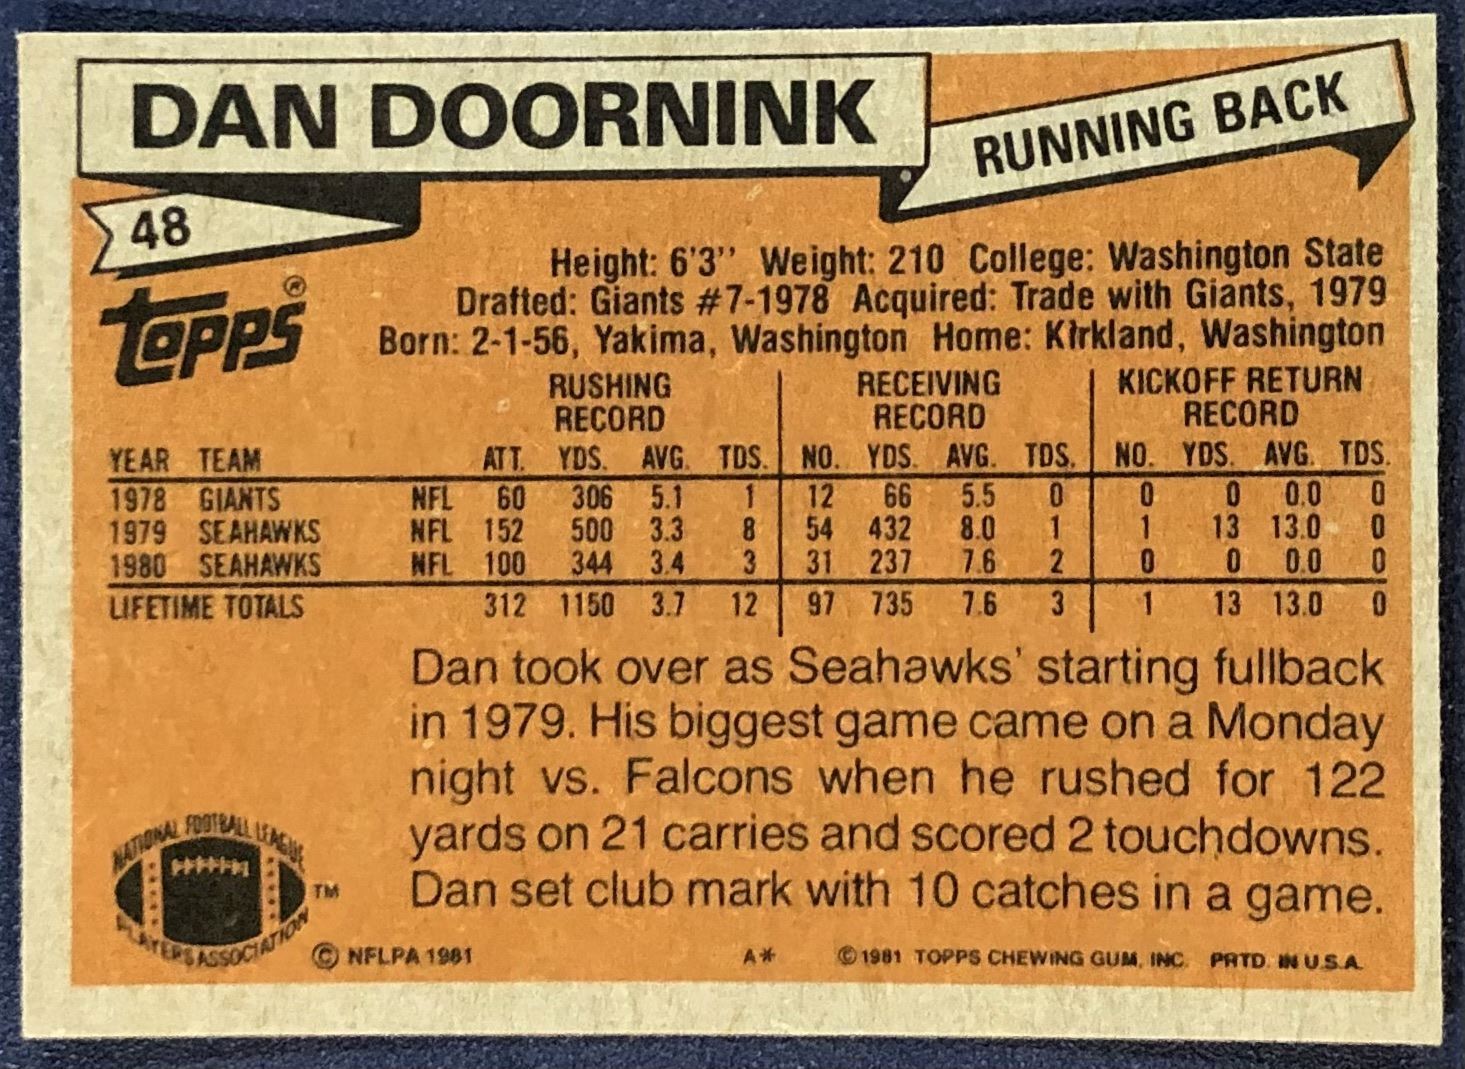 DAN DOORNINK
RUNNING BACK
48
topps®
Height: 6'3'' Weight: 210 College: Washington State
Drafted: Giants #7-1978 Acquired: Trade with Giants, 1979
Born: 2-1-56, Yakima, Washington Home: Kirkland, Washington
RUSHING RECEIVING KICKOFF RETURN
RECORD RECORD RECORD
YEAR TEAM ATT. YDS. AVG. TDS. NO. YDS. AVG. TDS. NO. YDS. AVG. TDS.
1978 GIANTS NFL 60 306 5.1 1 12 66 5.5 0 0 0 0.0 0
1979 SEAHAWKS NFL 152 500 3.3 8 54 432 8.0 1 1 13 13.0 0
1980 SEAHAWKS NFL 100 344 3.4 3 31 237 7.6 2 0 0 0.0 0
LIFETIME TOTALS 312 1150 3.7 12 97 735 7.6 3 1 13 13.0 0
Dan took over as Seahawks' starting fullback
in 1979. His biggest game came on a Monday
night vs. Falcons when he rushed for 122
yards on 21 carries and scored 2 touchdowns.
Dan set club mark with 10 catches in a game.
NATIONAL FOOTBALL LEAGUE
PLAYERS ASSOCIATION
TM
© NFLPA 1981 A* ©1981 TOPPS CHEWING GUM, INC. PRTD. IN U.S.A.